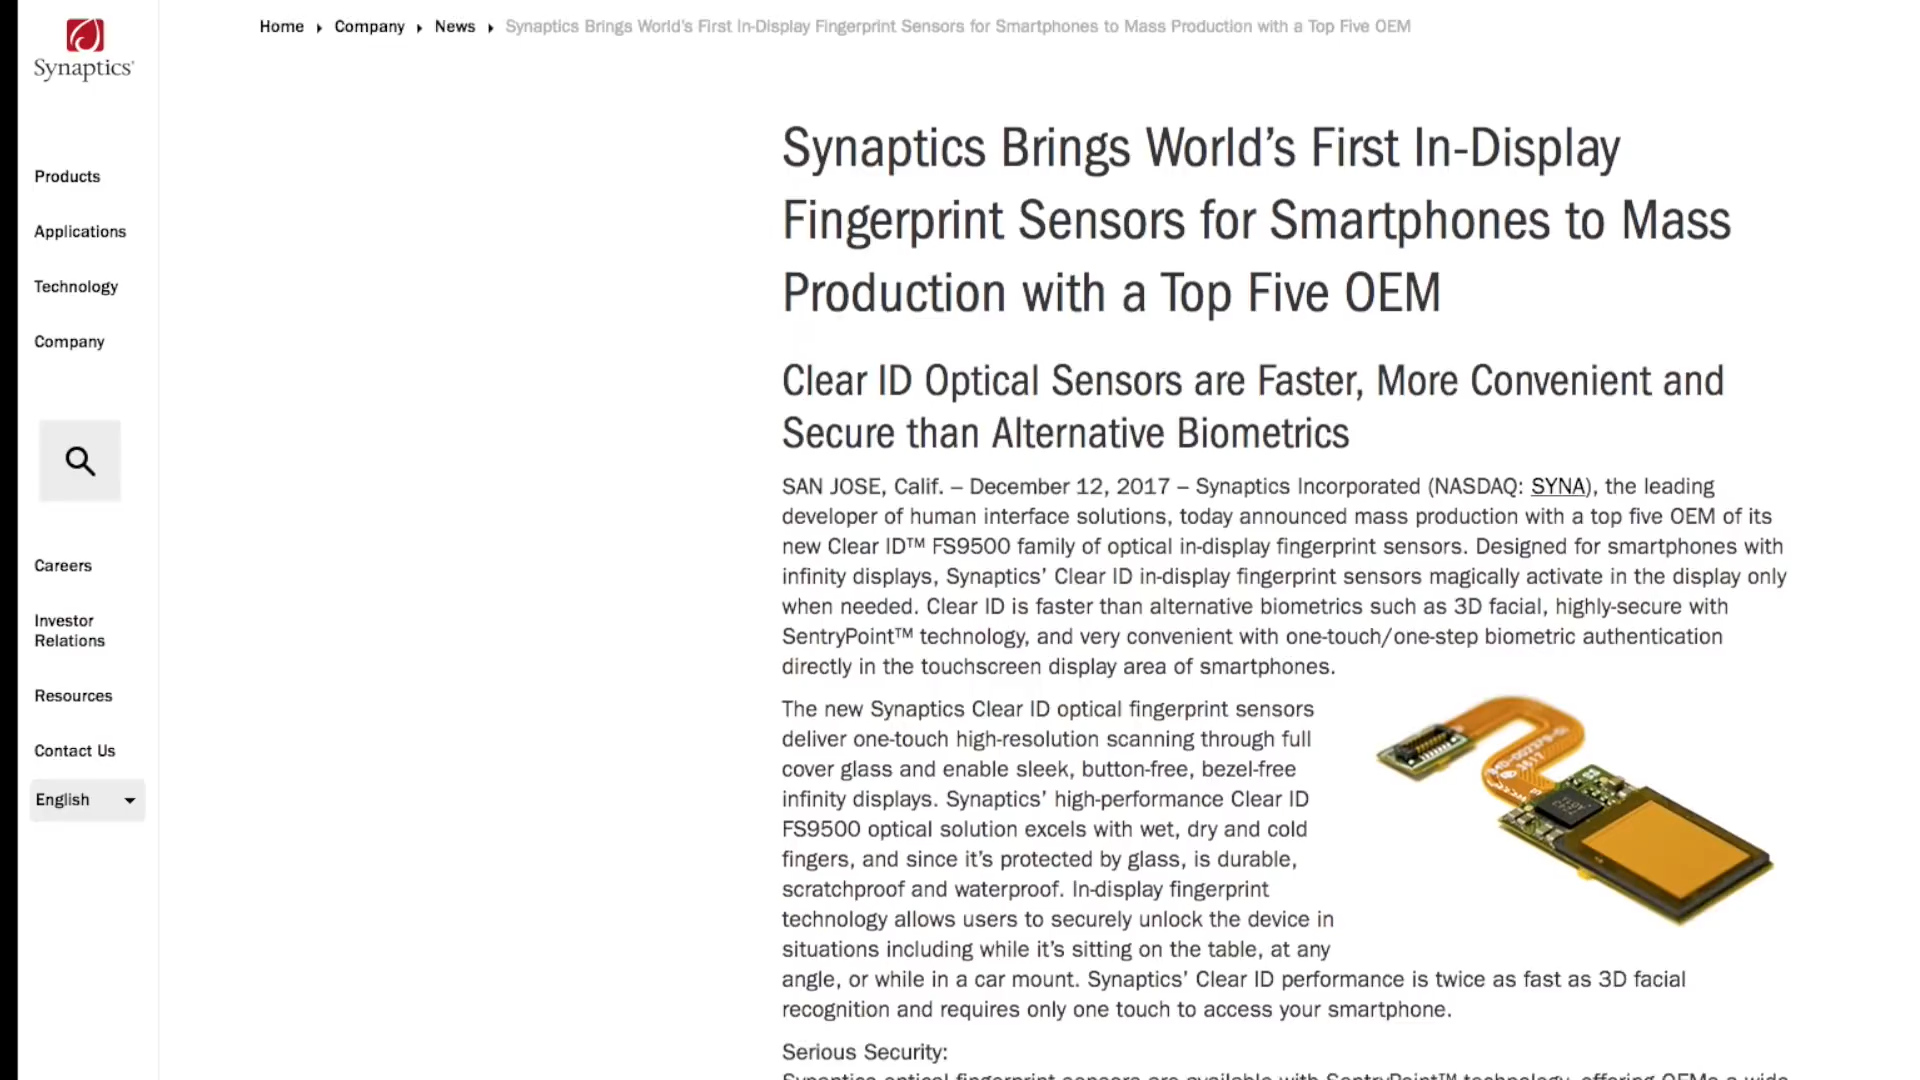 Synaptics
Home ▸ Company ▸ News ▸ Synaptics Brings World's First In-Display Fingerprint Sensors for Smartphones to Mass Production with a Top Five OEM
Products
Applications
Technology
Company
Careers
Investor
Relations
Resources
Contact Us
English
Synaptics Brings World's First In-Display
Fingerprint Sensors for Smartphones to Mass
Production with a Top Five OEM
Clear ID Optical Sensors are Faster, More Convenient and
Secure than Alternative Biometrics
SAN JOSE, Calif. – December 12, 2017 – Synaptics Incorporated (NASDAQ: SYNA), the leading
developer of human interface solutions, today announced mass production with a top five OEM of its
new Clear ID™ FS9500 family of optical in-display fingerprint sensors. Designed for smartphones with
infinity displays, Synaptics' Clear ID in-display fingerprint sensors magically activate in the display only
when needed. Clear ID is faster than alternative biometrics such as 3D facial, highly-secure with
SentryPoint™ technology, and very convenient with one-touch/one-step biometric authentication
directly in the touchscreen display area of smartphones.
The new Synaptics Clear ID optical fingerprint sensors
deliver one-touch high-resolution scanning through full
cover glass and enable sleek, button-free, bezel-free
infinity displays. Synaptics' high-performance Clear ID
FS9500 optical solution excels with wet, dry and cold
fingers, and since it's protected by glass, is durable,
scratchproof and waterproof. In-display fingerprint
technology allows users to securely unlock the device in
situations including while it's sitting on the table, at any
angle, or while in a car mount. Synaptics' Clear ID performance is twice as fast as 3D facial
recognition and requires only one touch to access your smartphone.
Serious Security:
Synaptics optical fingerprint sensors are available with SentryPoint™ technology, offering OEMs a wide